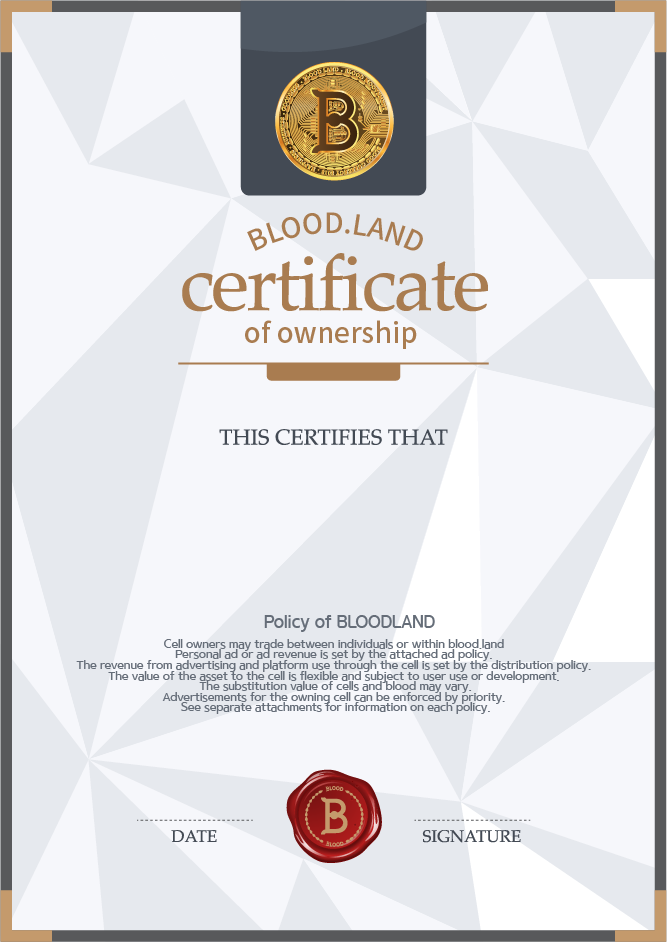 B
BLOOD.LAND
certificate
of ownership
THIS CERTIFIES THAT
Policy of BLOODLAND
Cell owners may trade between individuals or within blood,land
Personal ad or ad revenue is set by the attached ad policy.
The revenue from advertising and platform use through the cell is set by the distribution policy.
The value of the asset to the cell is flexible and subject to user use or development.
The substitution value of cells and blood may vary.
Advertisements for the owning cell can be enforced by priority.
See separate attachments for information on each policy.
BLOOD
B
BLOOD
DATE
SIGNATURE